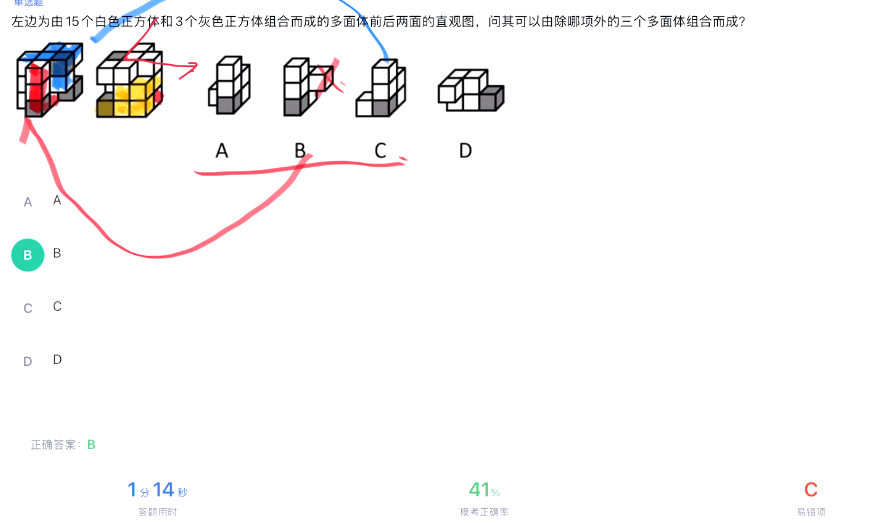 单选题
左边为由15个白色正方体和3个灰色正方体组合而成的多面体前后两面的直观图，问其可以由除哪项外的三个多面体组合而成?
A B C D
A A
B B
C C
D D
正确答案: B
1分14秒 41% C
答题用时 模考正确率 易错项